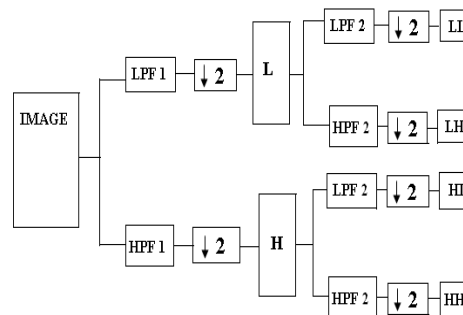 LPF 2 ↓ 2
LPF 1 ↓ 2 L
IMAGE
HPF 2 ↓ 2 LH
LPF 2 ↓ 2
HPF 1 ↓ 2 H
HPF 2 ↓ 2 HH